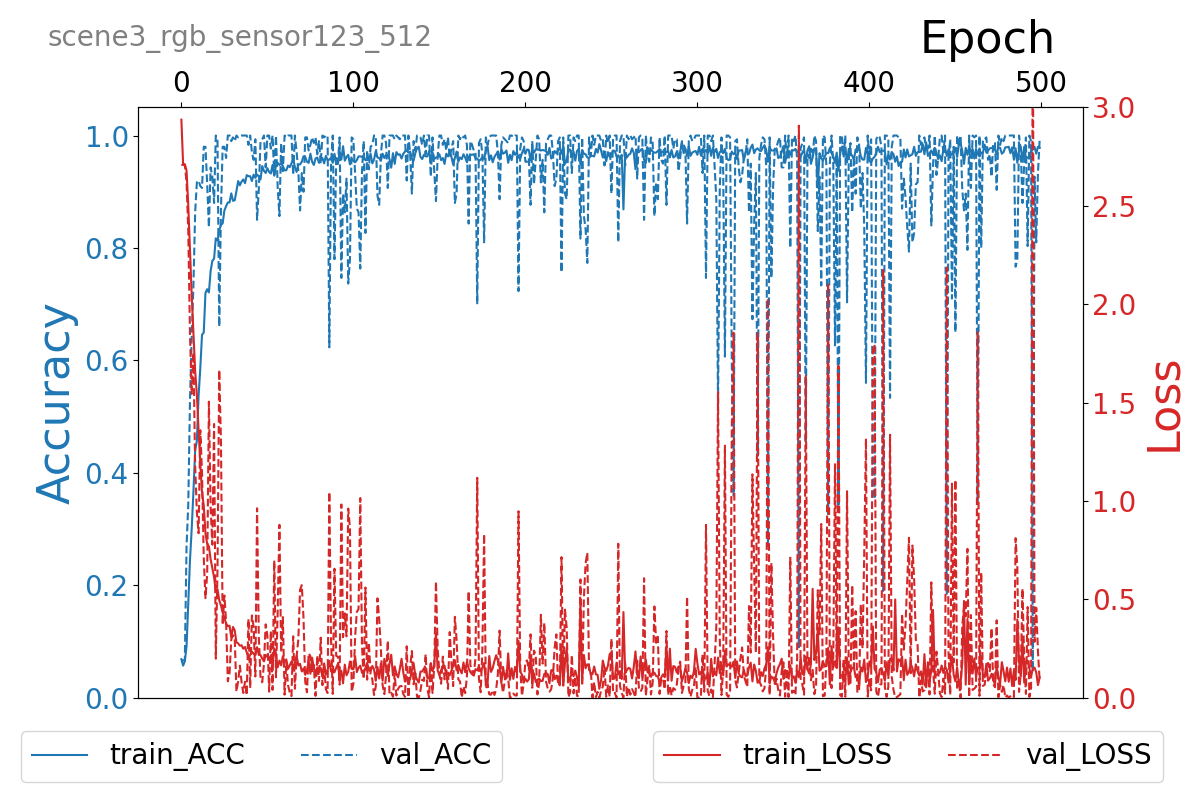 scene3_rgb_sensor123_512
Epoch
0 100 200 300 400 500
1.0 3.0
0.8 2.5
0.6 2.0
0.4 1.5
0.2 1.0
0.0 0.5
0.0
Accuracy
Loss
train_ACC val_ACC train_LOSS val_LOSS